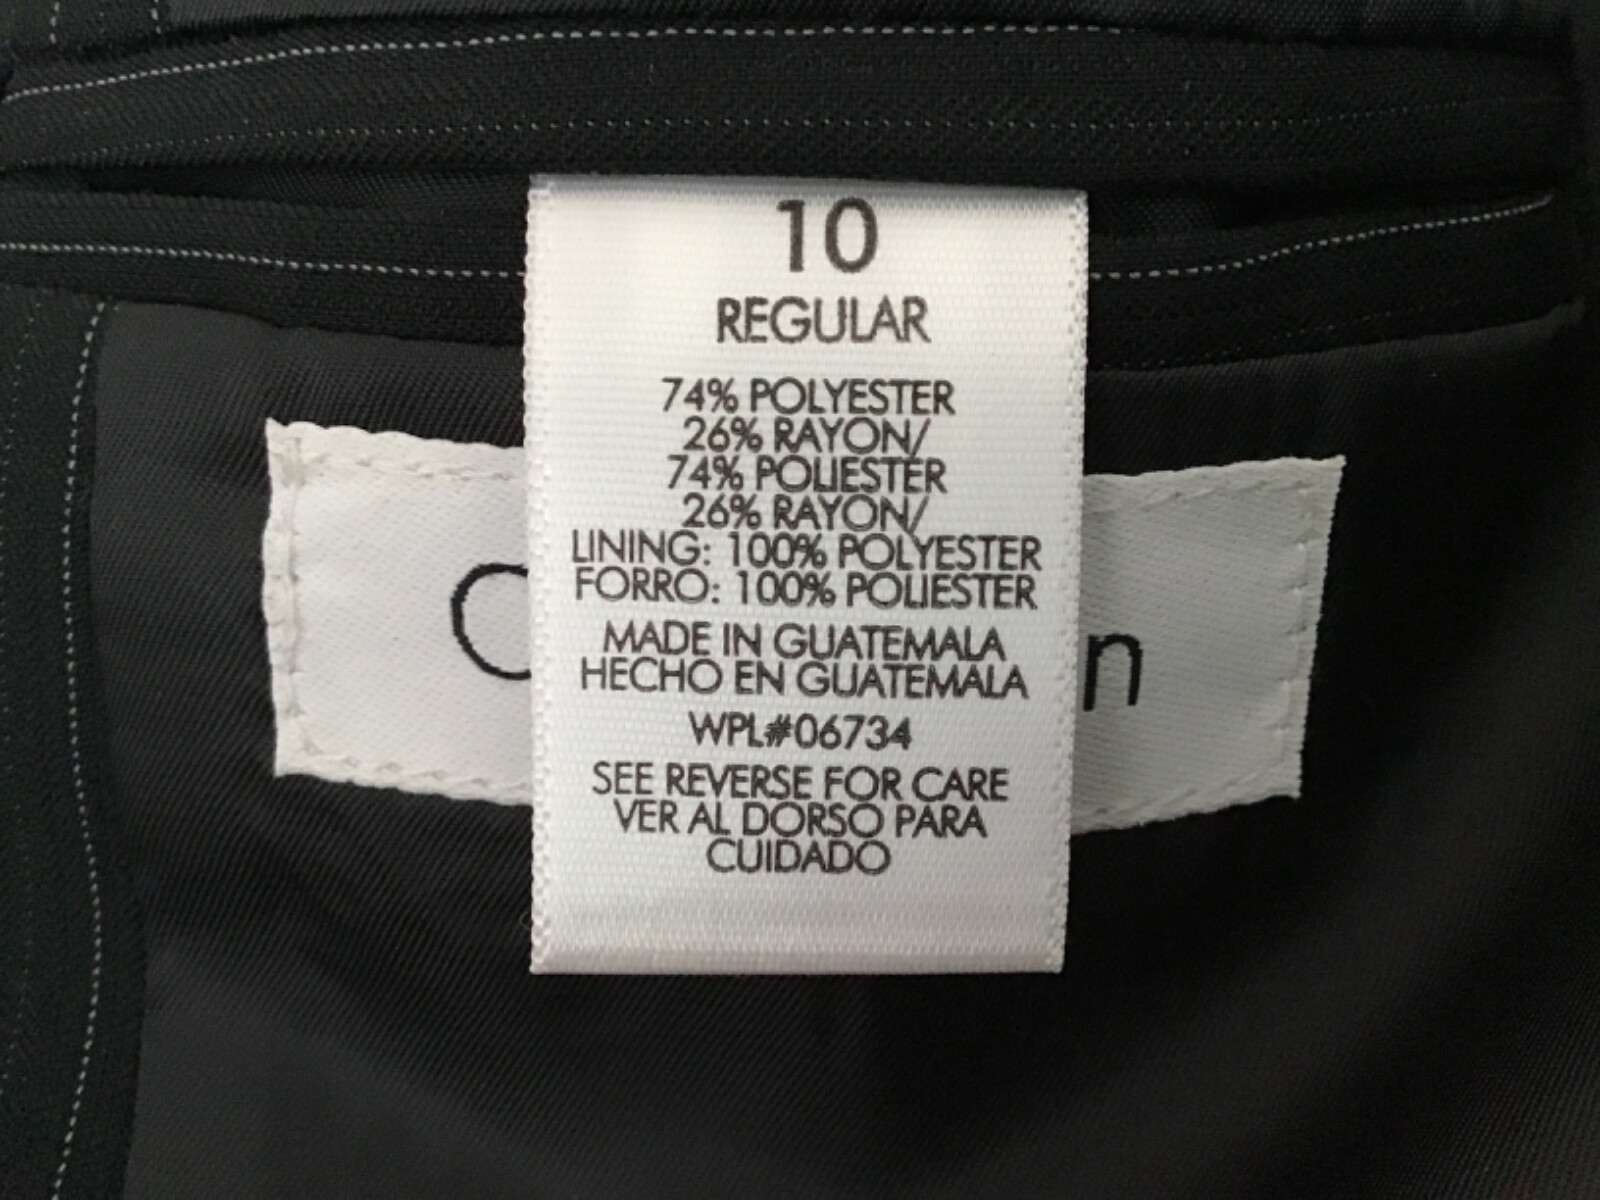 10
REGULAR
74% POLYESTER
26% RAYON/
74% POLIESTER
26% RAYON/
LINING: 100% POLYESTER
FORRO: 100% POLIESTER
MADE IN GUATEMALA
HECHO EN GUATEMALA
WPL#06734
SEE REVERSE FOR CARE
VER AL DORSO PARA
CUIDADO